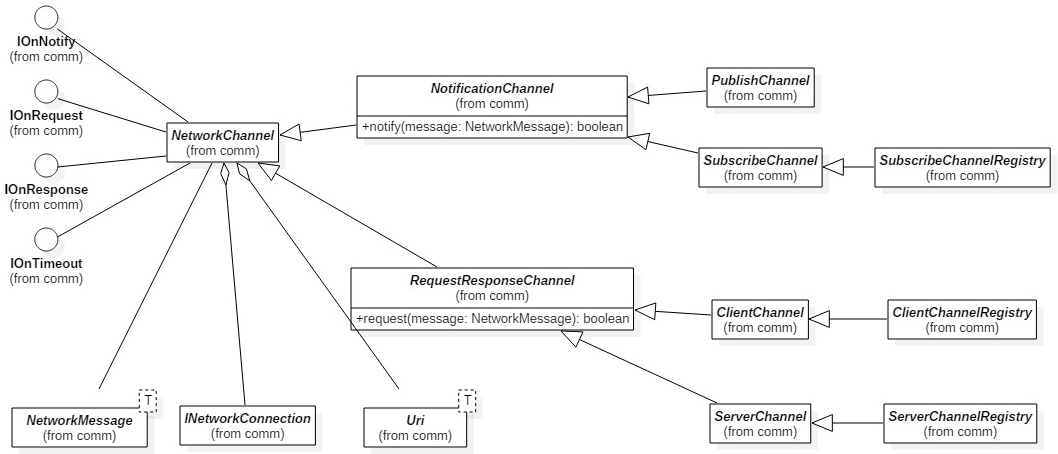 IOnNotify
(from comm)
IOnRequest
(from comm)
IOnResponse
(from comm)
IOnTimeout
(from comm)
NetworkChannel
(from comm)
NotificationChannel
(from comm)
+notify(message: NetworkMessage): boolean
PublishChannel
(from comm)
SubscribeChannel
(from comm)
SubscribeChannelRegistry
(from comm)
RequestResponseChannel
(from comm)
+request(message: NetworkMessage): boolean
ClientChannel
(from comm)
ClientChannelRegistry
(from comm)
T
NetworkMessage
(from comm)
INetworkConnection
(from comm)
T
Uri
(from comm)
ServerChannel
(from comm)
ServerChannelRegistry
(from comm)